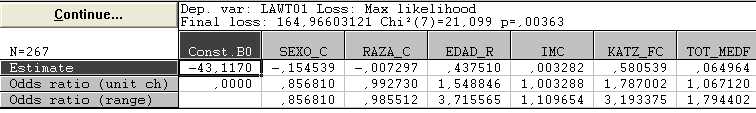 Continue...
Dep. var: LAWT01 Loss: Max likelihood
Final loss: 164,96603121 Chi²(7)=21,099 p=,00363
N=267 Const.B0 SEXO_C RAZA_C EDAD_R IMC KATZ_FC TOT_MEDF
Estimate -43,1170 -,154539 -,007297 ,437510 ,003282 ,580539 ,064964
Odds ratio (unit ch) ,0000 ,856810 ,992730 1,548846 1,003288 1,787002 1,067120
Odds ratio (range) ,856810 ,985512 3,715565 1,109654 3,193375 1,794402